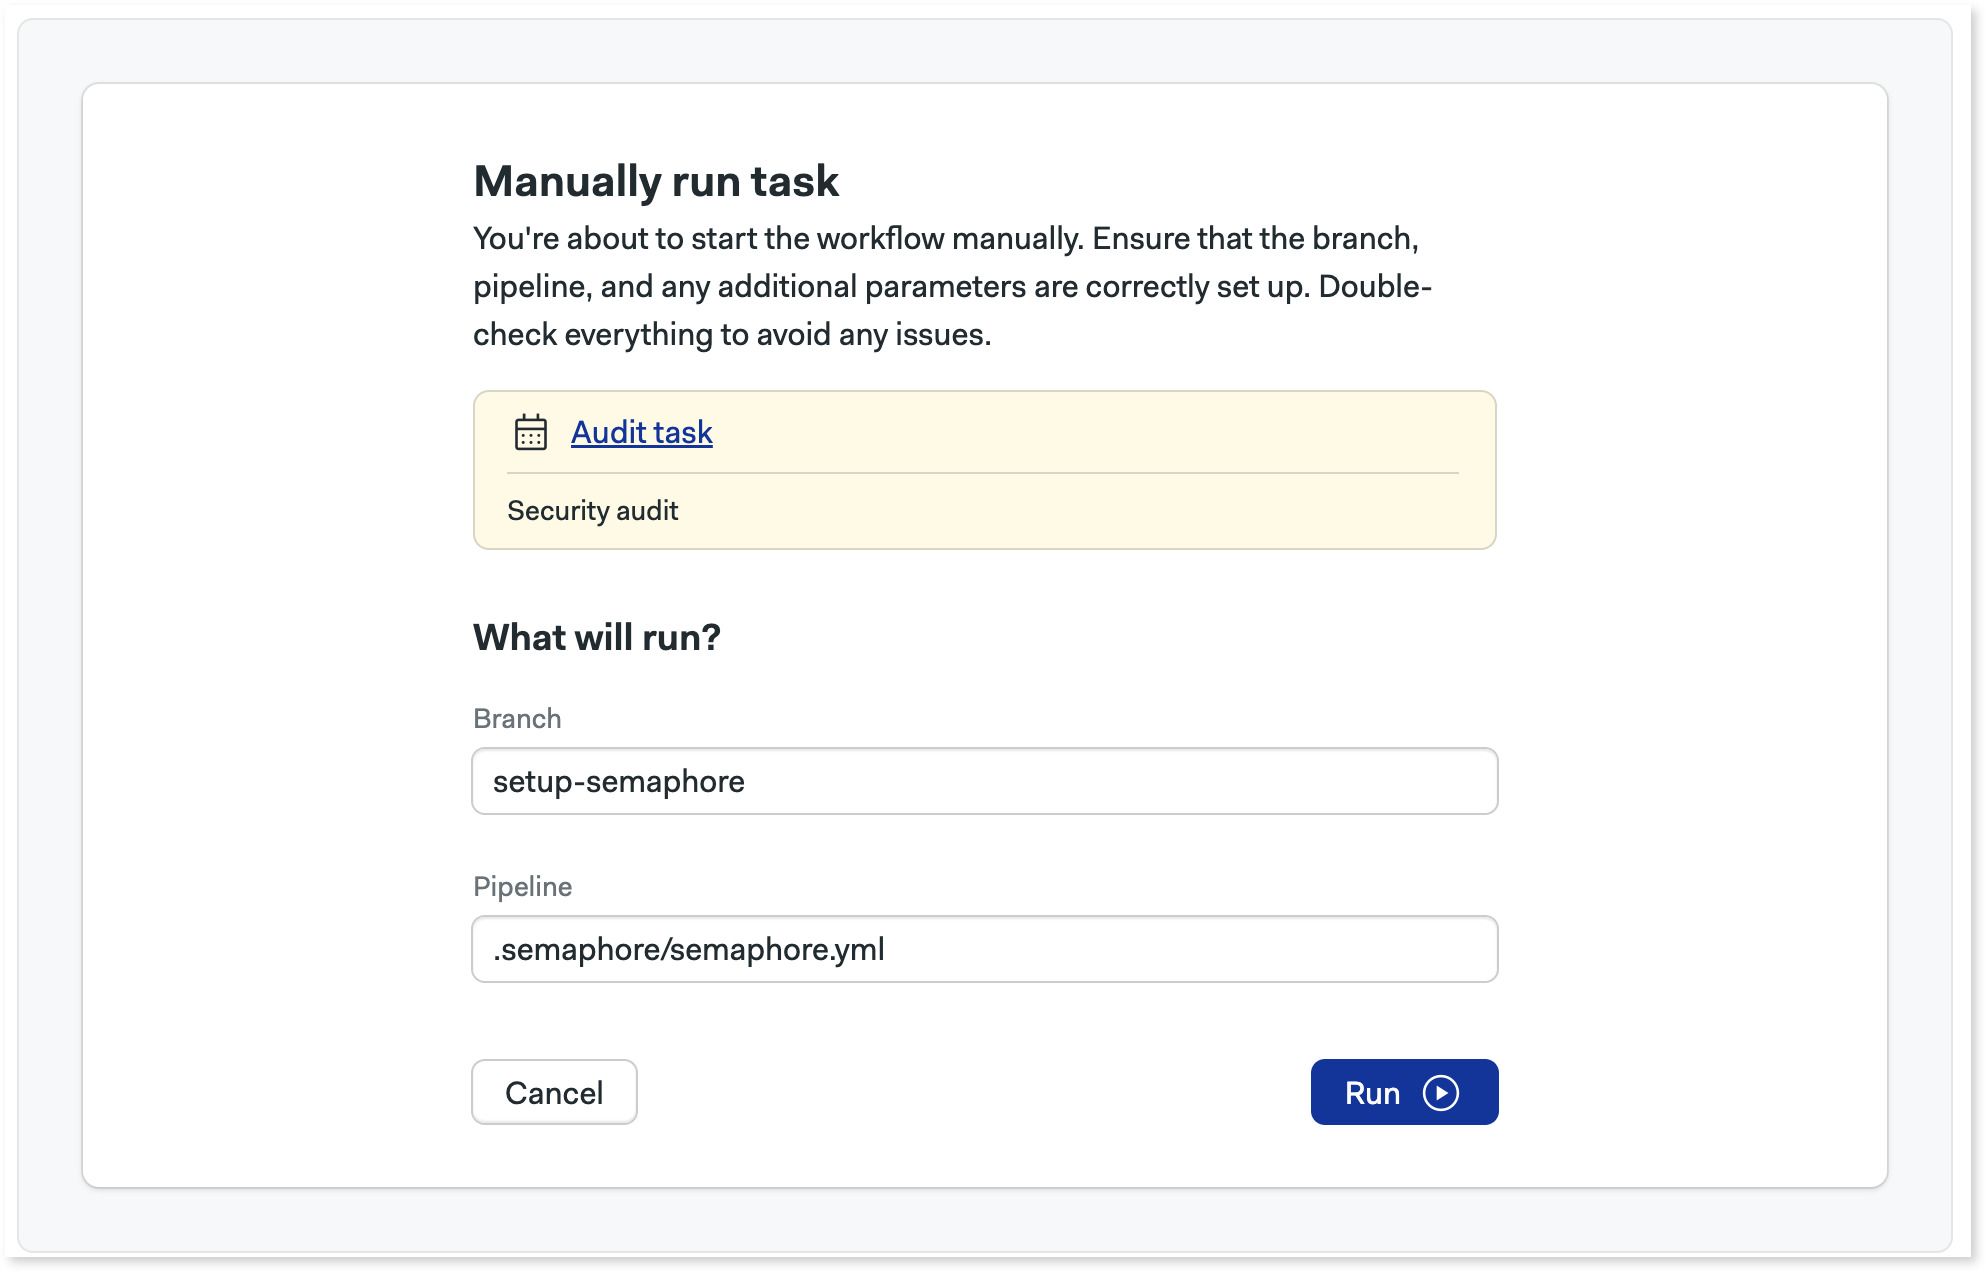 Manually run task
You're about to start the workflow manually. Ensure that the branch,
pipeline, and any additional parameters are correctly set up. Double-
check everything to avoid any issues.
Audit task
Security audit
What will run?
Branch
setup-semaphore
Pipeline
.semaphore/semaphore.yml
Cancel
Run